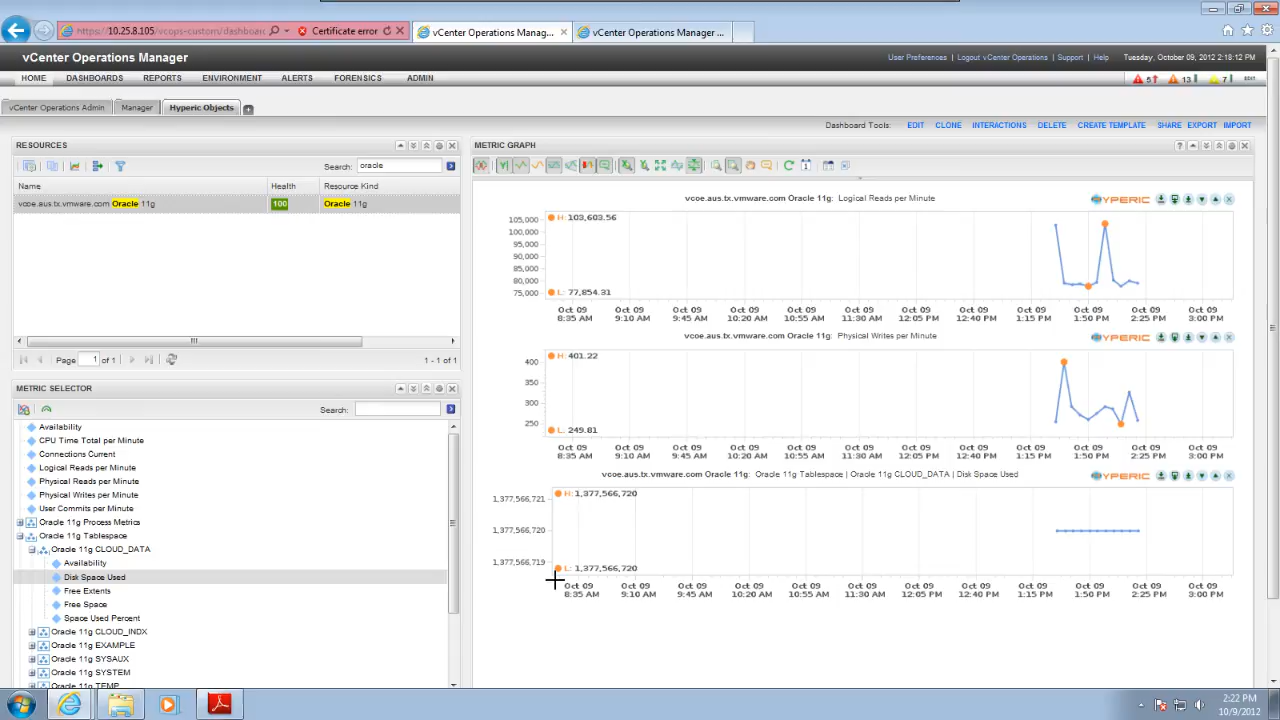 https://10.25.8.105/vcops-custom/dashboard
Certificate error
vCenter Operations Manag...
vCenter Operations Manager ...
vCenter Operations Manager
User Preferences | Logout vCenter Operations | Support | Help
Tuesday, October 09, 2012 2:18:12 PM
HOME DASHBOARDS REPORTS ENVIRONMENT ALERTS FORENSICS ADMIN
5 13 7
vCenter Operations Admin Manager Hyperic Objects
Dashboard Tools: EDIT CLONE INTERACTIONS DELETE CREATE TEMPLATE SHARE EXPORT IMPORT
RESOURCES
Search: oracle
Name Health Resource Kind
vcoe.aus.tx.vmware.com Oracle 11g 100 Oracle 11g
Page 1 of 1
1 - 1 of 1
METRIC SELECTOR
Search:
Availability
CPU Time Total per Minute
Connections Current
Logical Reads per Minute
Physical Reads per Minute
Physical Writes per Minute
User Commits per Minute
Oracle 11g Process Metrics
Oracle 11g Tablespace
Oracle 11g CLOUD_DATA
Availability
Disk Space Used
Free Extents
Free Space
Space Used Percent
Oracle 11g CLOUD_INDX
Oracle 11g EXAMPLE
Oracle 11g SYSAUX
Oracle 11g SYSTEM
Oracle 11g TEMP
METRIC GRAPH
vcoe.aus.tx.vmware.com Oracle 11g: Logical Reads per Minute
HYPERIC
H: 103,603.56
105,000
100,000
95,000
90,000
85,000
80,000
75,000
L: 77,854.31
Oct 09 Oct 09 Oct 09 Oct 09 Oct 09 Oct 09 Oct 09 Oct 09 Oct 09 Oct 09 Oct 09 Oct 09
8:35 AM 9:10 AM 9:45 AM 10:20 AM 10:55 AM 11:30 AM 12:05 PM 12:40 PM 1:15 PM 1:50 PM 2:25 PM 3:00 PM
vcoe.aus.tx.vmware.com Oracle 11g: Physical Writes per Minute
HYPERIC
H: 401.22
400
350
300
250
L: 249.81
Oct 09 Oct 09 Oct 09 Oct 09 Oct 09 Oct 09 Oct 09 Oct 09 Oct 09 Oct 09 Oct 09 Oct 09
8:35 AM 9:10 AM 9:45 AM 10:20 AM 10:55 AM 11:30 AM 12:05 PM 12:40 PM 1:15 PM 1:50 PM 2:25 PM 3:00 PM
vcoe.aus.tx.vmware.com Oracle 11g: Oracle 11g Tablespace | Oracle 11g CLOUD_DATA | Disk Space Used
HYPERIC
H: 1,377,566,720
1,377,566,721
1,377,566,720
1,377,566,719
L: 1,377,566,720
Oct 09 Oct 09 Oct 09 Oct 09 Oct 09 Oct 09 Oct 09 Oct 09 Oct 09 Oct 09 Oct 09 Oct 09
8:35 AM 9:10 AM 9:45 AM 10:20 AM 10:55 AM 11:30 AM 12:05 PM 12:40 PM 1:15 PM 1:50 PM 2:25 PM 3:00 PM
2:22 PM
10/9/2012